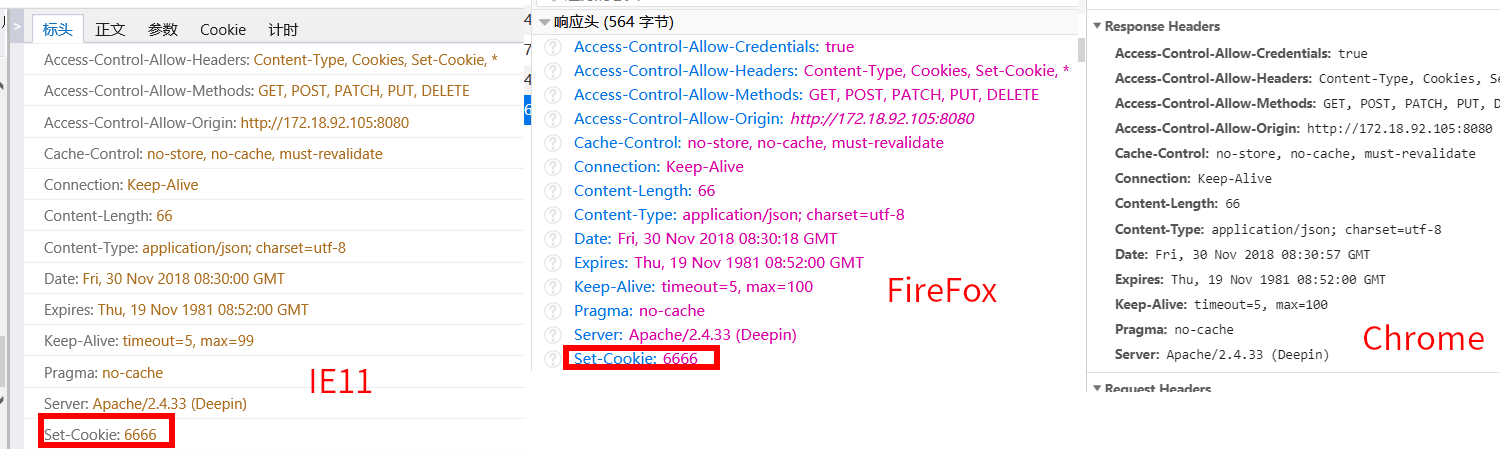 标头 正文 参数 Cookie 计时
Access-Control-Allow-Headers: Content-Type, Cookies, Set-Cookie, *
Access-Control-Allow-Methods: GET, POST, PATCH, PUT, DELETE
Access-Control-Allow-Origin: http://172.18.92.105:8080
Cache-Control: no-store, no-cache, must-revalidate
Connection: Keep-Alive
Content-Length: 66
Content-Type: application/json; charset=utf-8
Date: Fri, 30 Nov 2018 08:30:00 GMT
Expires: Thu, 19 Nov 1981 08:52:00 GMT
Keep-Alive: timeout=5, max=99
Pragma: no-cache
Server: Apache/2.4.33 (Deepin)
Set-Cookie: 6666
IE11
响应头 (564 字节)
Access-Control-Allow-Credentials: true
Access-Control-Allow-Headers: Content-Type, Cookies, Set-Cookie, *
Access-Control-Allow-Methods: GET, POST, PATCH, PUT, DELETE
Access-Control-Allow-Origin: http://172.18.92.105:8080
Cache-Control: no-store, no-cache, must-revalidate
Connection: Keep-Alive
Content-Length: 66
Content-Type: application/json; charset=utf-8
Date: Fri, 30 Nov 2018 08:30:18 GMT
Expires: Thu, 19 Nov 1981 08:52:00 GMT
Keep-Alive: timeout=5, max=100
Pragma: no-cache
Server: Apache/2.4.33 (Deepin)
Set-Cookie: 6666
FireFox
Response Headers
Access-Control-Allow-Credentials: true
Access-Control-Allow-Headers: Content-Type, Cookies, Se
Access-Control-Allow-Methods: GET, POST, PATCH, PUT, D
Access-Control-Allow-Origin: http://172.18.92.105:8080
Cache-Control: no-store, no-cache, must-revalidate
Connection: Keep-Alive
Content-Length: 66
Content-Type: application/json; charset=utf-8
Date: Fri, 30 Nov 2018 08:30:57 GMT
Expires: Thu, 19 Nov 1981 08:52:00 GMT
Keep-Alive: timeout=5, max=100
Pragma: no-cache
Server: Apache/2.4.33 (Deepin)
Chrome
Request Headers